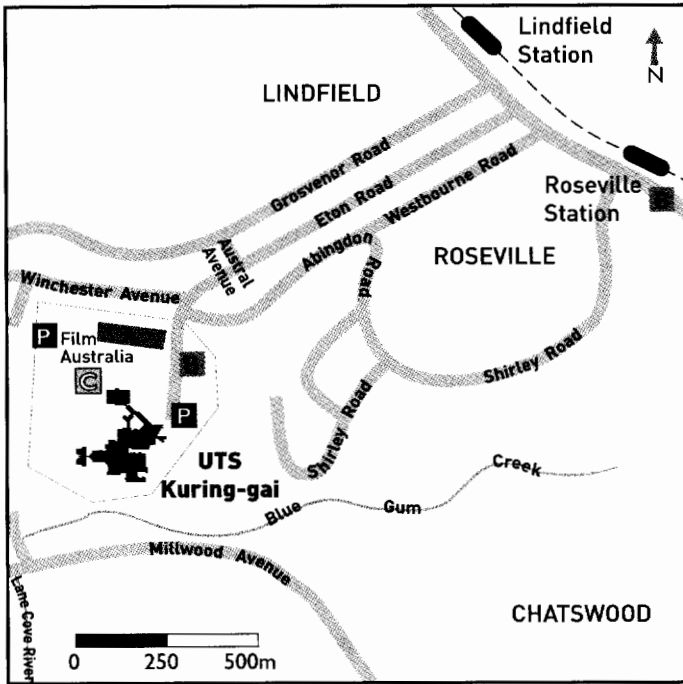 Lindfield
Station
N
LINDFIELD
Grosvenor Road
Eton Road
Westbourne Road
Roseville
Station
Austral
Avenue
Abingdon
Road
ROSEVILLE
Winchester Avenue
P
Film
Australia
C
P
Shirley Road
Shirley Road
UTS
Kuring-gai
Blue Gum Creek
Millwood Avenue
Lane Cove River
CHATSWOOD
0 250 500m